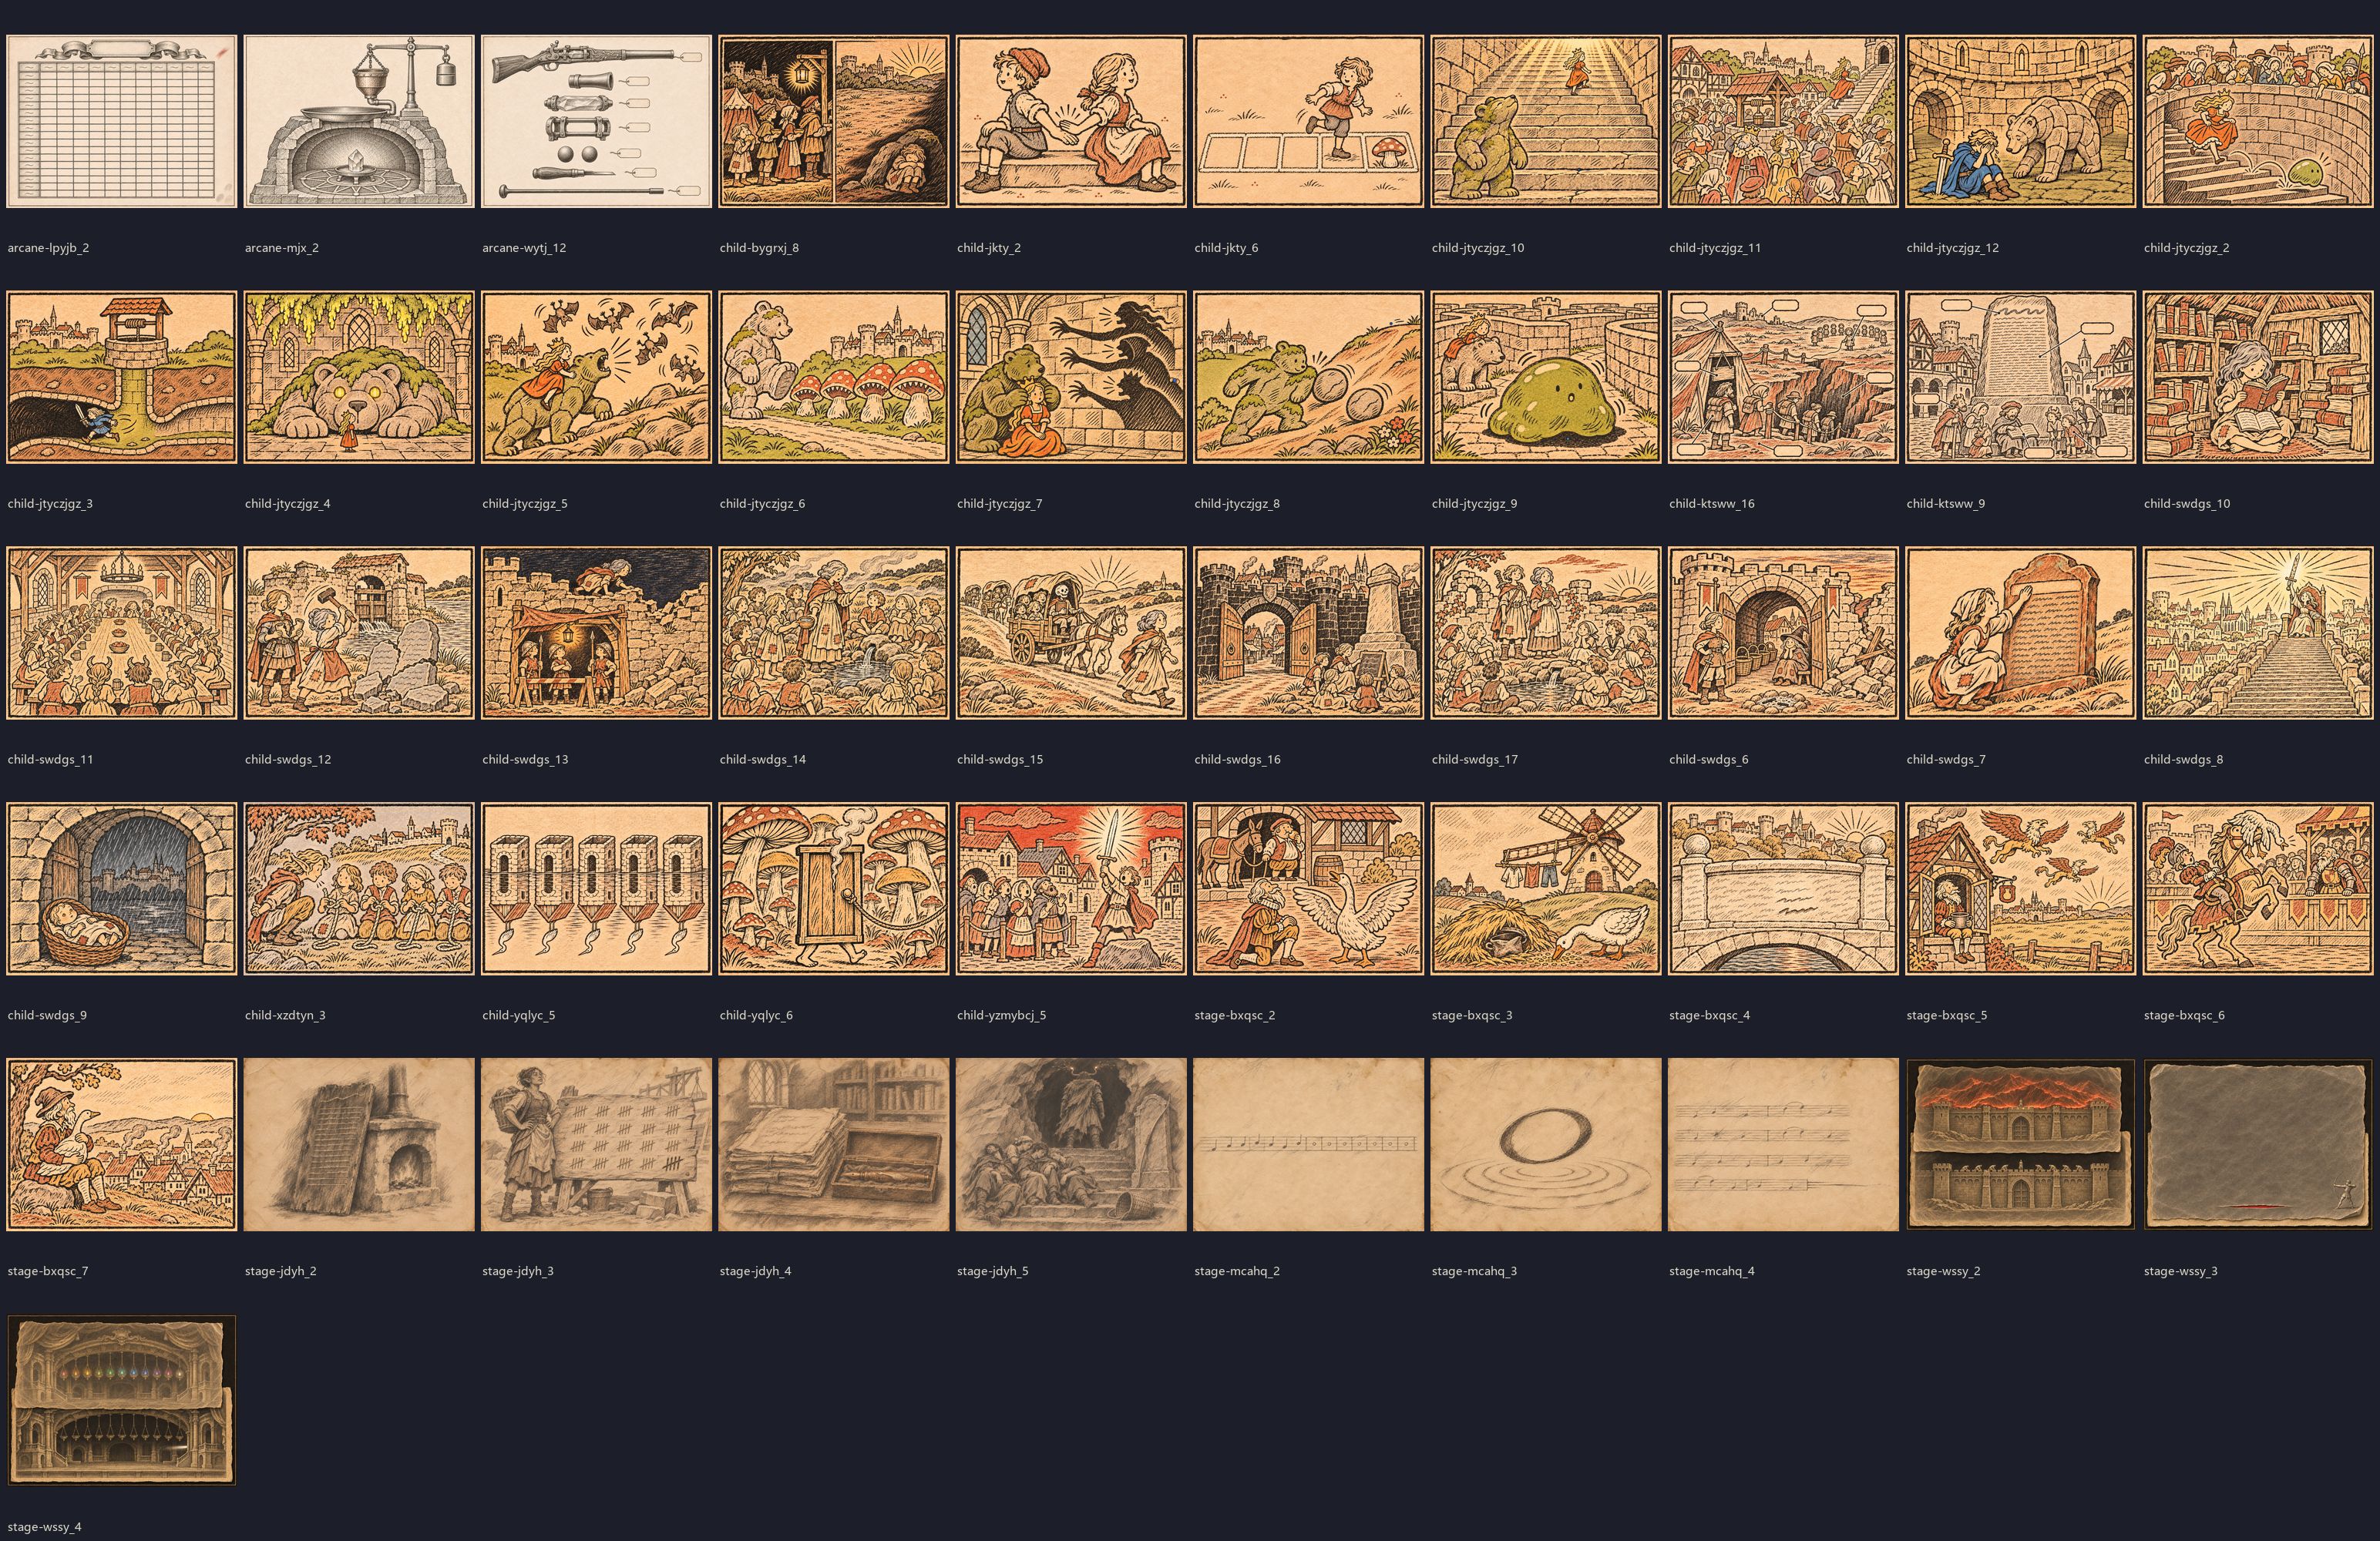 arcane-lpyjb_2
arcane-mjx_2
arcane-wytj_12
child-bygrxj_8
child-jkty_2
child-jkty_6
child-jtyczjgz_10
child-jtyczjgz_11
child-jtyczjgz_12
child-jtyczjgz_2
child-jtyczjgz_3
child-jtyczjgz_4
child-jtyczjgz_5
child-jtyczjgz_6
child-jtyczjgz_7
child-jtyczjgz_8
child-jtyczjgz_9
child-ktsww_16
child-ktsww_9
child-swdgs_10
child-swdgs_11
child-swdgs_12
child-swdgs_13
child-swdgs_14
child-swdgs_15
child-swdgs_16
child-swdgs_17
child-swdgs_6
child-swdgs_7
child-swdgs_8
child-swdgs_9
child-xzdtyn_3
child-yqlyc_5
child-yqlyc_6
child-yzmybcj_5
stage-bxqsc_2
stage-bxqsc_3
stage-bxqsc_4
stage-bxqsc_5
stage-bxqsc_6
stage-bxqsc_7
stage-jdyh_2
stage-jdyh_3
stage-jdyh_4
stage-jdyh_5
stage-mcahq_2
stage-mcahq_3
stage-mcahq_4
stage-wssy_2
stage-wssy_3
stage-wssy_4